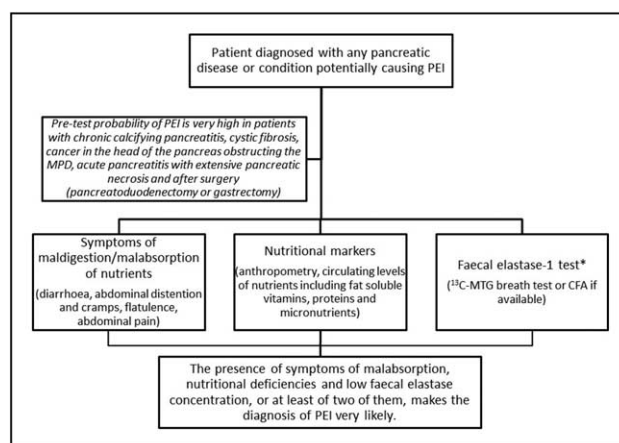 Patient diagnosed with any pancreatic
disease or condition potentially causing PEI
Pre-test probability of PEI is very high in patients
with chronic calcifying pancreatitis, cystic fibrosis,
cancer in the head of the pancreas obstructing the
MPD, acute pancreatitis with extensive pancreatic
necrosis and after surgery
(pancreatoduodenectomy or gastrectomy)
Symptoms of
maldigestion/malabsorption
of nutrients
(diarrhoea, abdominal distention
and cramps, flatulence,
abdominal pain)
Nutritional markers
(anthropometry, circulating levels
of nutrients including fat soluble
vitamins, proteins and
micronutrients)
Faecal elastase-1 test*
(¹³C-MTG breath test or CFA if
available)
The presence of symptoms of malabsorption,
nutritional deficiencies and low faecal elastase
concentration, or at least of two of them, makes the
diagnosis of PEI very likely.